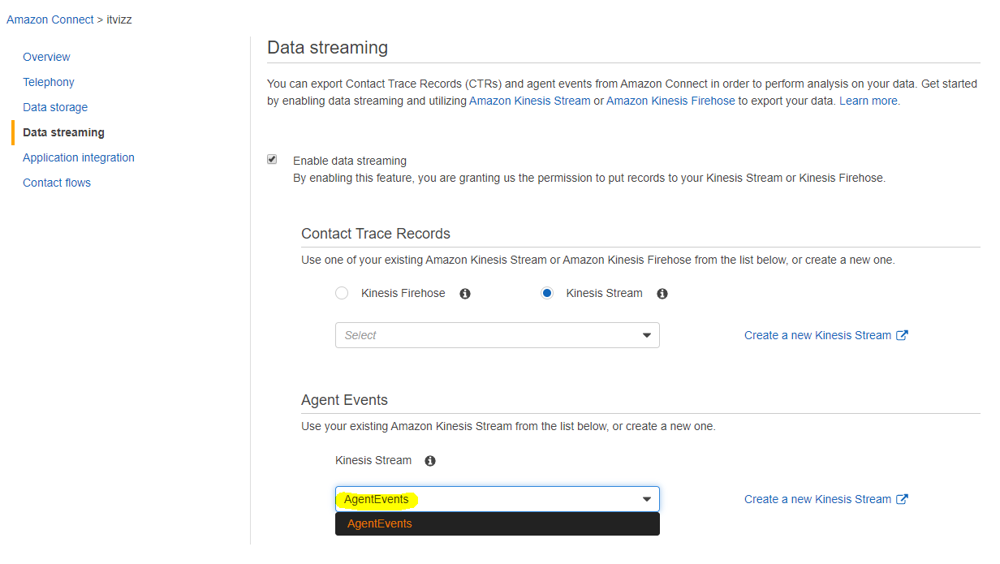 Amazon Connect > itvizz
Overview
Telephony
Data storage
Data streaming
Application integration
Contact flows
Data streaming
You can export Contact Trace Records (CTRs) and agent events from Amazon Connect in order to perform analysis on your data. Get started
by enabling data streaming and utilizing Amazon Kinesis Stream or Amazon Kinesis Firehose to export your data. Learn more.
Enable data streaming
By enabling this feature, you are granting us the permission to put records to your Kinesis Stream or Kinesis Firehose.
Contact Trace Records
Use one of your existing Amazon Kinesis Stream or Amazon Kinesis Firehose from the list below, or create a new one.
Kinesis Firehose Kinesis Stream
Select Create a new Kinesis Stream
Agent Events
Use your existing Amazon Kinesis Stream from the list below, or create a new one.
Kinesis Stream
AgentEvents Create a new Kinesis Stream
AgentEvents